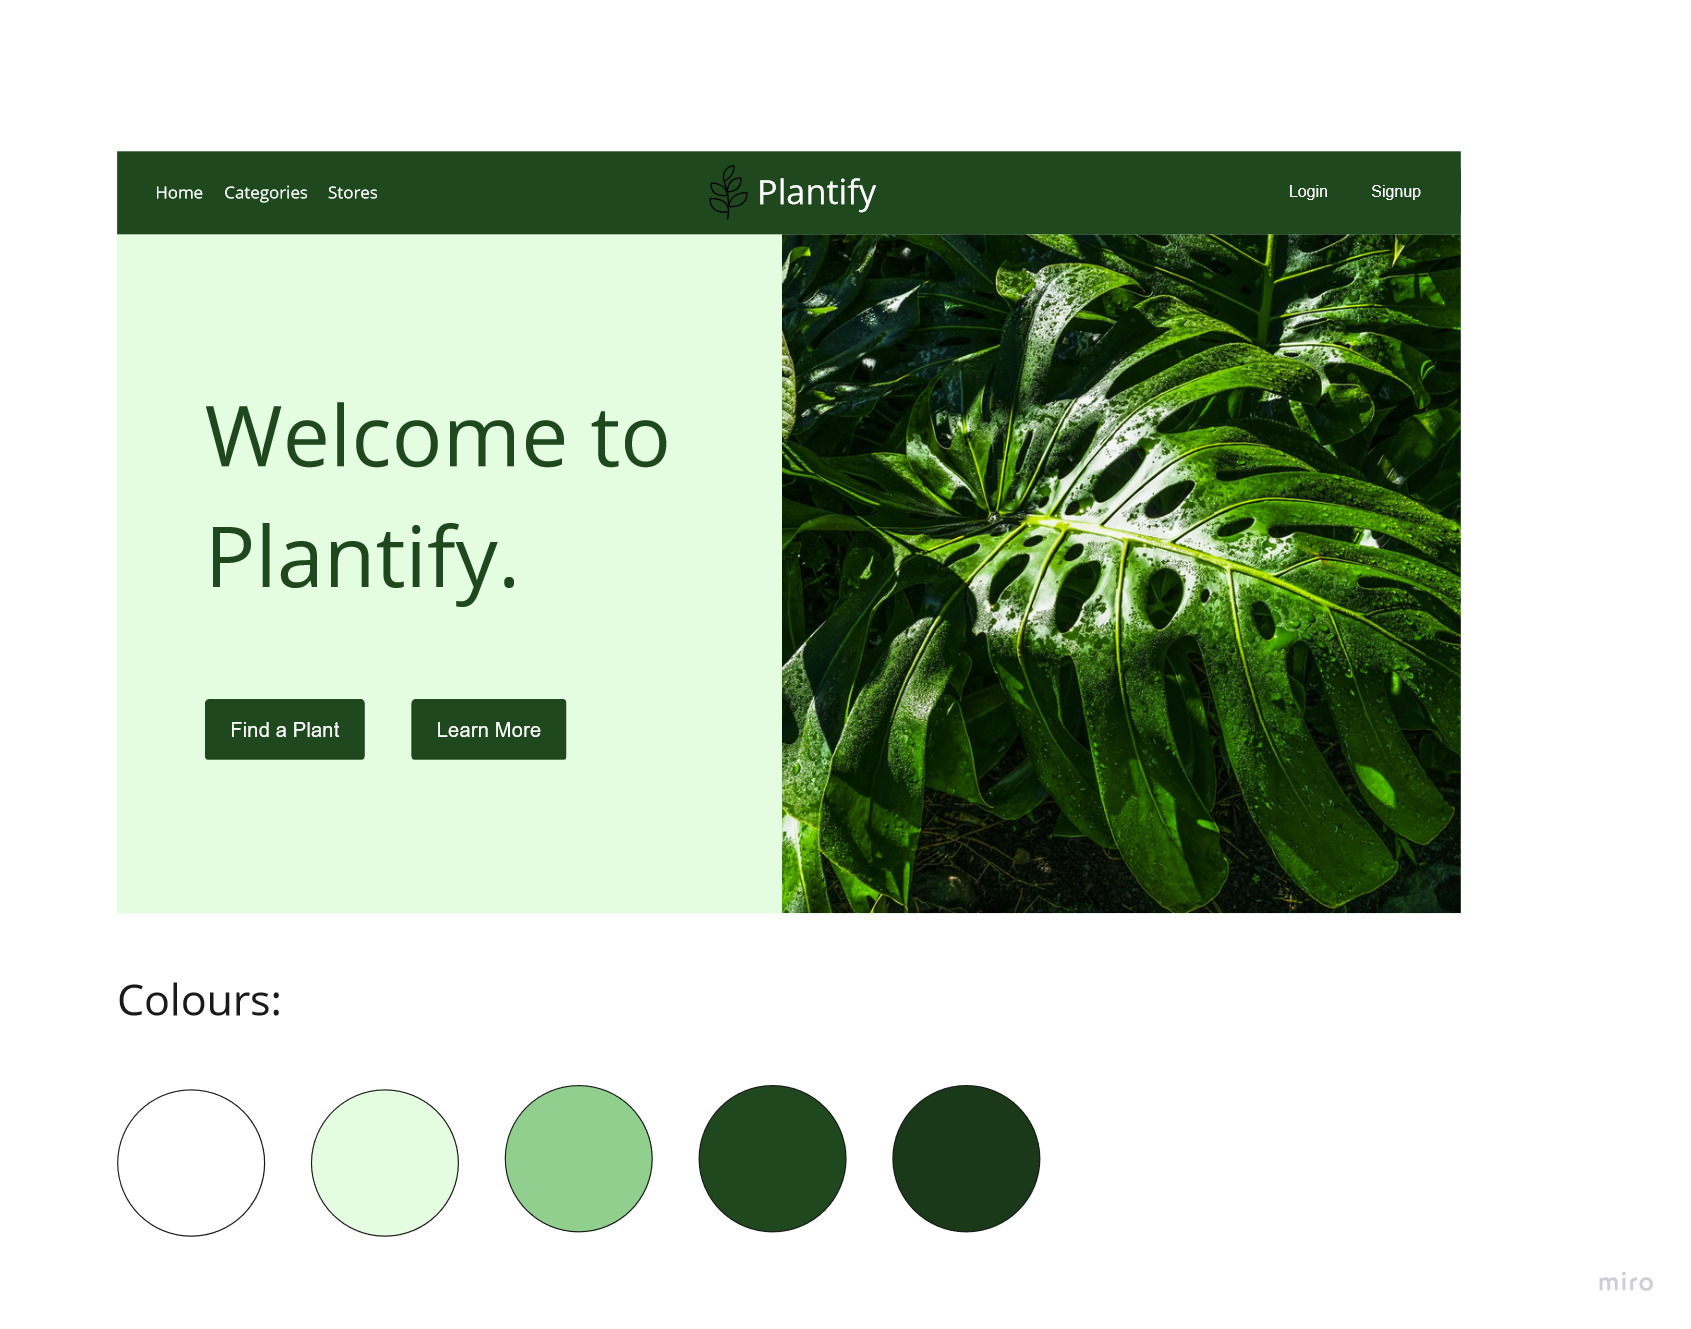 Home Categories Stores
Plantify
Login Signup
Welcome to
Plantify.
Find a Plant
Learn More
Colours:
miro